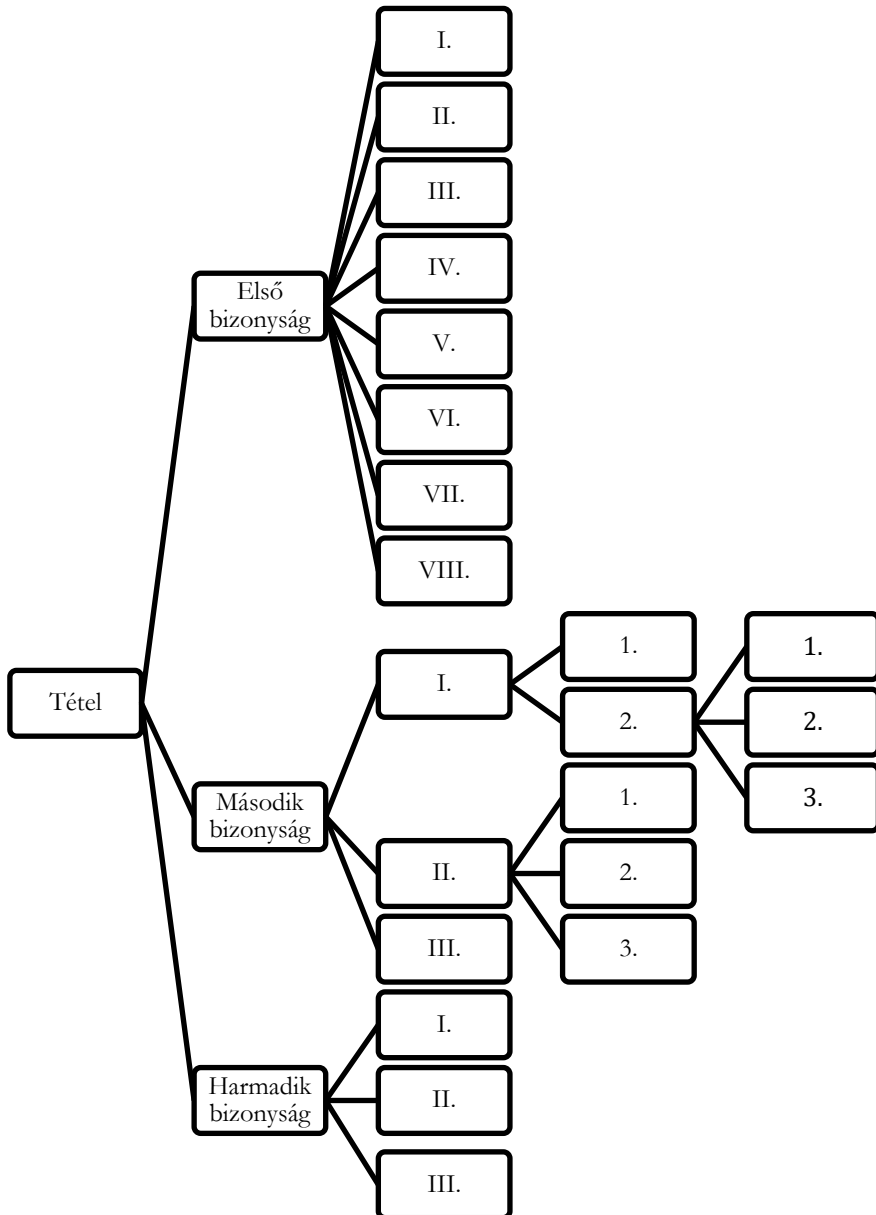 Tétel
Első
bizonyság
I.
II.
III.
IV.
V.
VI.
VII.
VIII.
Második
bizonyság
I.
1.
2.
1.
2.
3.
II.
1.
2.
3.
III.
Harmadik
bizonyság
I.
II.
III.